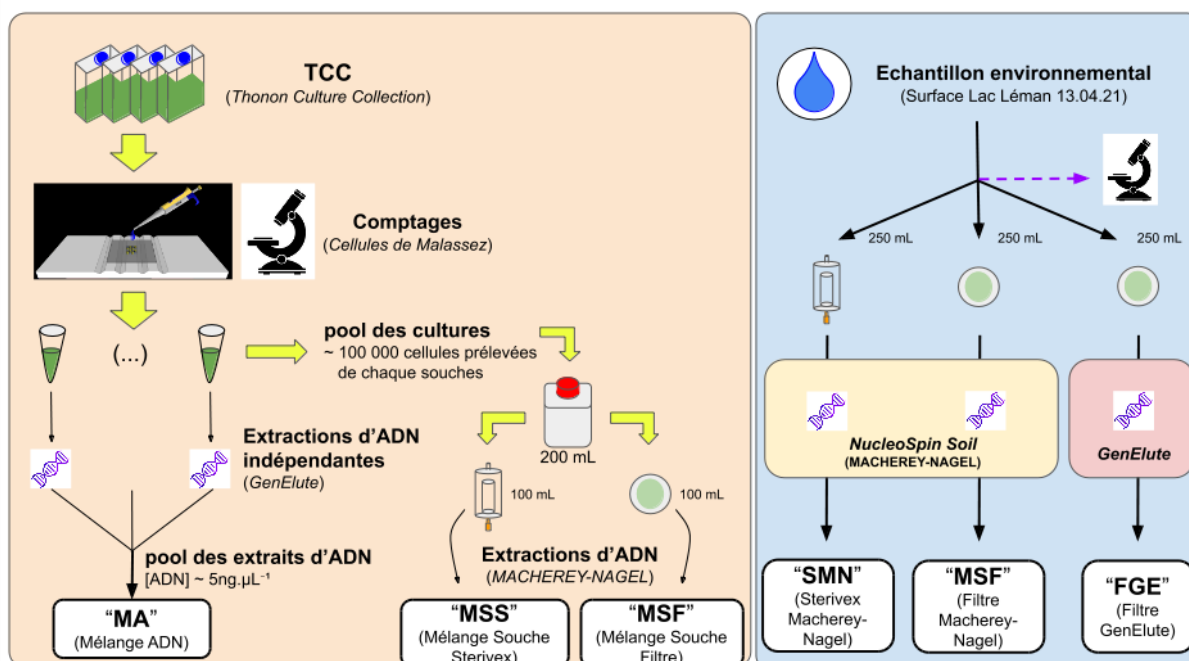 TCC
(Thonon Culture Collection)
Comptages
(Cellules de Malassez)
(...)
pool des cultures
~ 100 000 cellules prélevées
de chaque souches
200 mL
Extractions d'ADN
indépendantes
(GenElute)
100 mL
100 mL
pool des extraits d'ADN
[ADN] ~ 5ng.µL⁻¹
Extractions d'ADN
(MACHEREY-NAGEL)
"MA"
(Mélange ADN)
"MSS"
(Mélange Souche
Sterivex)
"MSF"
(Mélange Souche
Filtre)
Echantillon environnemental
(Surface Lac Léman 13.04.21)
250 mL
250 mL
250 mL
NucleoSpin Soil
(MACHEREY-NAGEL)
GenElute
"SMN"
(Sterivex
Macherey-
Nagel)
"MSF"
(Filtre
Macherey-
Nagel)
"FGE"
(Filtre
GenElute)